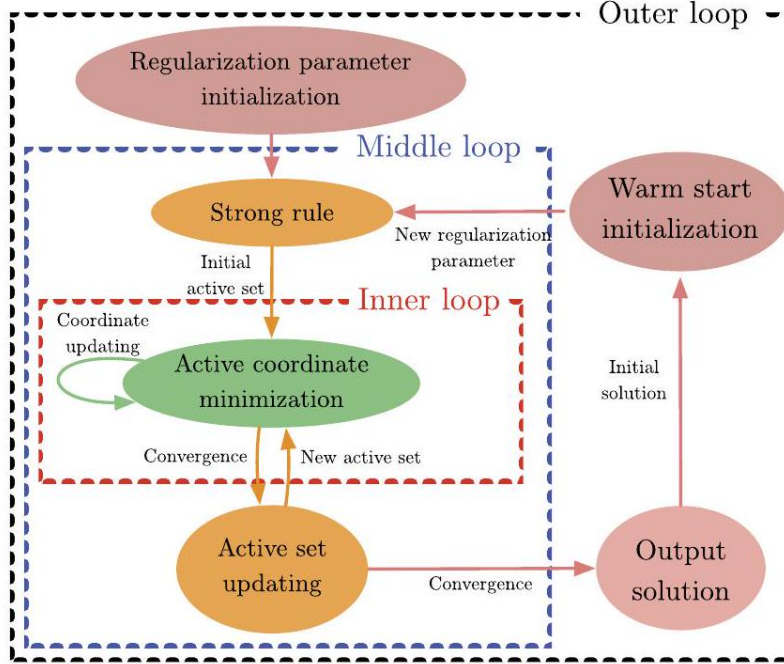 Outer loop
Regularization parameter
initialization
Middle loop
Warm start
initialization
Strong rule
New regularization
parameter
Initial
active set
Inner loop
Coordinate
updating
Active coordinate
minimization
Initial
solution
Convergence
New active set
Active set
updating
Convergence
Output
solution